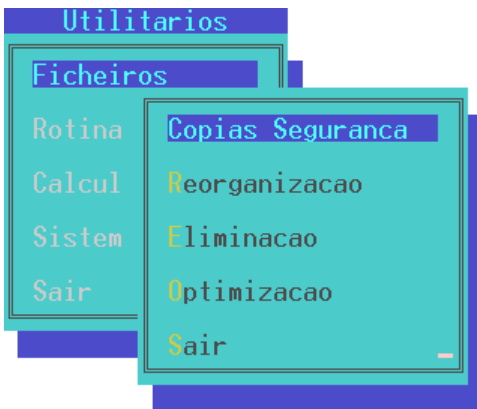 Utilitarios
Ficheiros
Rotina
Calcul
Sistem
Sair
Copias Seguranca
Reorganizacao
Eliminacao
Optimizacao
Sair